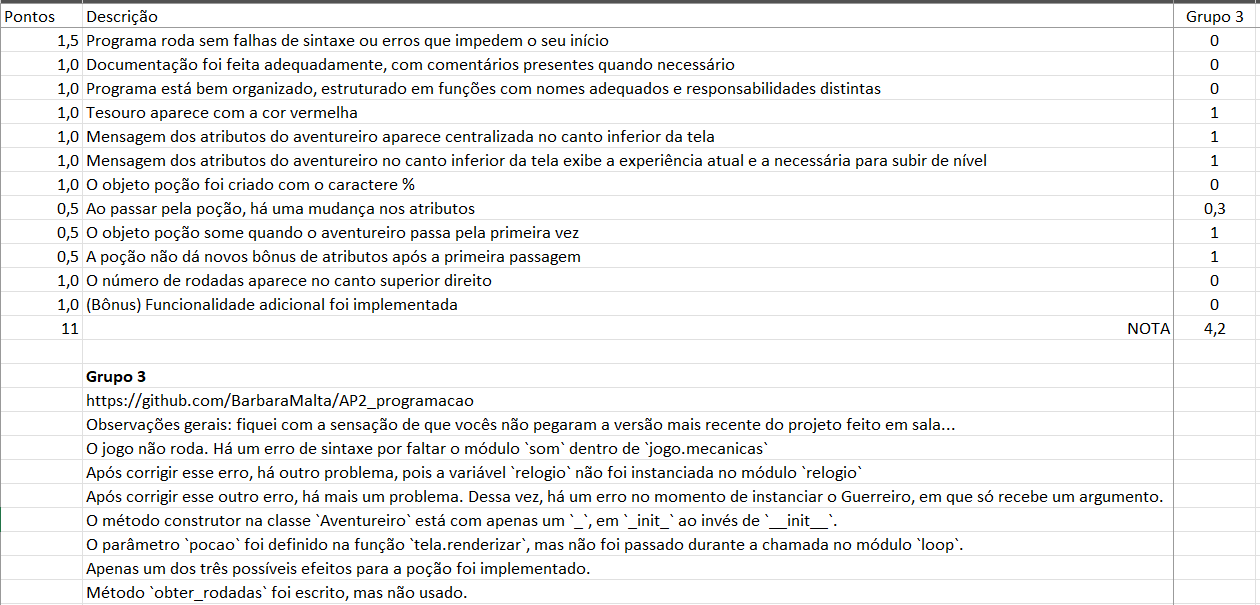 Pontos Descrição Grupo 3
1,5 Programa roda sem falhas de sintaxe ou erros que impedem o seu início 0
1,0 Documentação foi feita adequadamente, com comentários presentes quando necessário 0
1,0 Programa está bem organizado, estruturado em funções com nomes adequados e responsabilidades distintas 0
1,0 Tesouro aparece com a cor vermelha 1
1,0 Mensagem dos atributos do aventureiro aparece centralizada no canto inferior da tela 1
1,0 Mensagem dos atributos do aventureiro no canto inferior da tela exibe a experiência atual e a necessária para subir de nível 1
1,0 O objeto poção foi criado com o caractere % 0
0,5 Ao passar pela poção, há uma mudança nos atributos 0,3
0,5 O objeto poção some quando o aventureiro passa pela primeira vez 1
0,5 A poção não dá novos bônus de atributos após a primeira passagem 1
1,0 O número de rodadas aparece no canto superior direito 0
1,0 (Bônus) Funcionalidade adicional foi implementada 0
11 NOTA 4,2
Grupo 3
https://github.com/BarbaraMalta/AP2_programacao
Observações gerais: fiquei com a sensação de que vocês não pegaram a versão mais recente do projeto feito em sala...
O jogo não roda. Há um erro de sintaxe por faltar o módulo `som` dentro de `jogo.mecanicas`
Após corrigir esse erro, há outro problema, pois a variável `relogio` não foi instanciada no módulo `relogio`
Após corrigir esse outro erro, há mais um problema. Dessa vez, há um erro no momento de instanciar o Guerreiro, em que só recebe um argumento.
O método construtor na classe `Aventureiro` está com apenas um `_`, em `_init_` ao invés de `__init__`.
O parâmetro `pocao` foi definido na função `tela.renderizar`, mas não foi passado durante a chamada no módulo `loop`.
Apenas um dos três possíveis efeitos para a poção foi implementado.
Método `obter_rodadas` foi escrito, mas não usado.